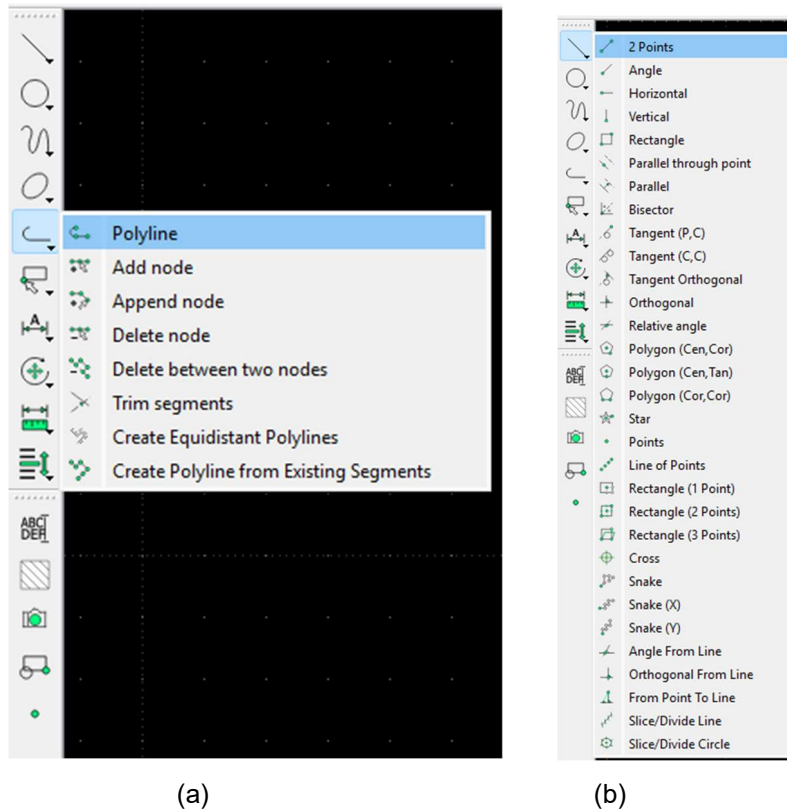 Polyline
Add node
Append node
Delete node
Delete between two nodes
Trim segments
Create Equidistant Polylines
Create Polyline from Existing Segments
A
ABC
DEF
(a)
2 Points
Angle
Horizontal
Vertical
Rectangle
Parallel through point
Parallel
Bisector
Tangent (P,C)
Tangent (C,C)
Tangent Orthogonal
Orthogonal
Relative angle
Polygon (Cen,Cor)
Polygon (Cen,Tan)
Polygon (Cor,Cor)
Star
Points
Line of Points
Rectangle (1 Point)
Rectangle (2 Points)
Rectangle (3 Points)
Cross
Snake
Snake (X)
Snake (Y)
Angle From Line
Orthogonal From Line
From Point To Line
Slice/Divide Line
Slice/Divide Circle
A
ABC
DEF
(b)